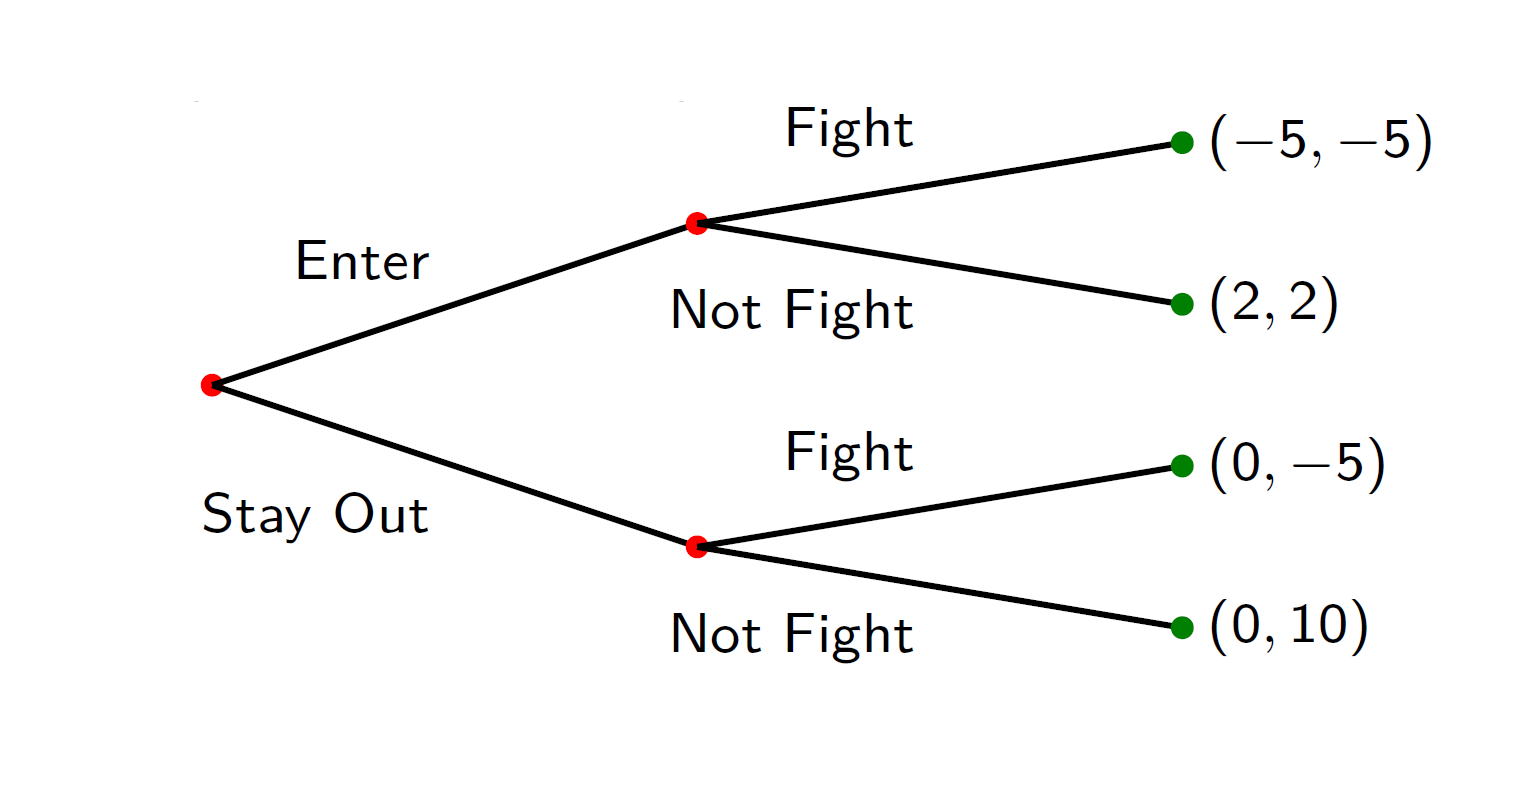 Fight
(−5, −5)
Enter
Not Fight
(2, 2)
Fight
(0, −5)
Stay Out
Not Fight
(0, 10)